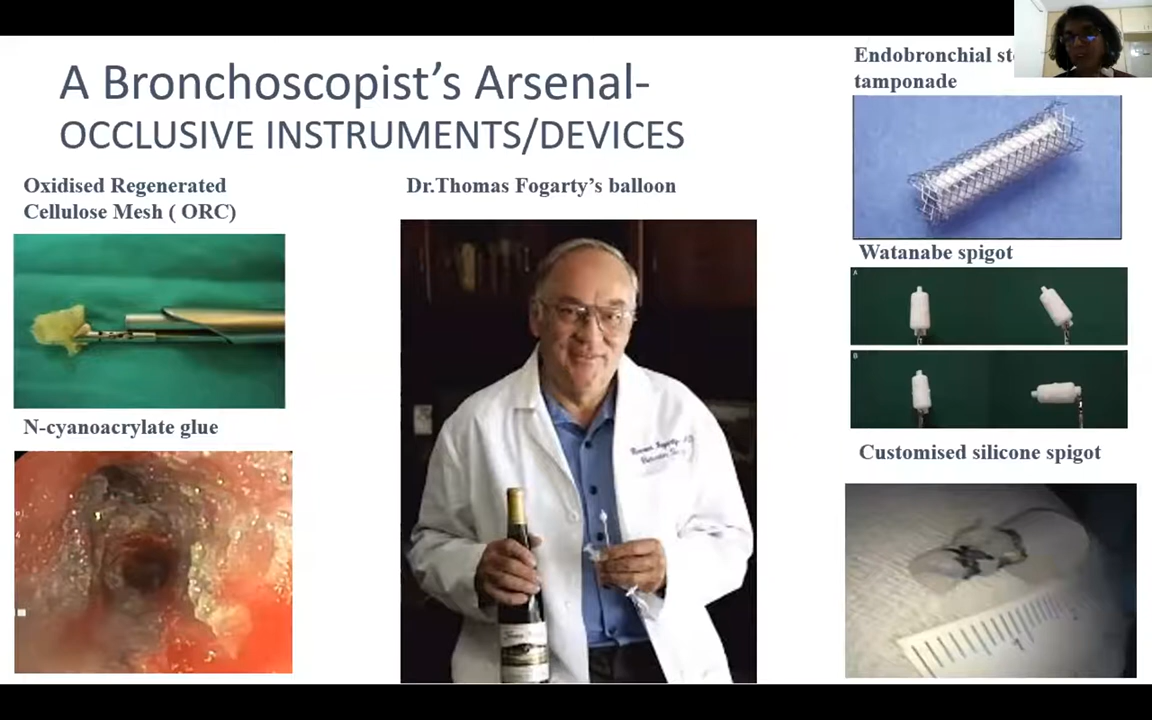 A Bronchoscopist's Arsenal-
OCCLUSIVE INSTRUMENTS/DEVICES
Oxidised Regenerated
Cellulose Mesh ( ORC)
N-cyanoacrylate glue
Dr.Thomas Fogarty's balloon
Endobronchial
tamponade
Watanabe spigot
A
B
Customised silicone spigot